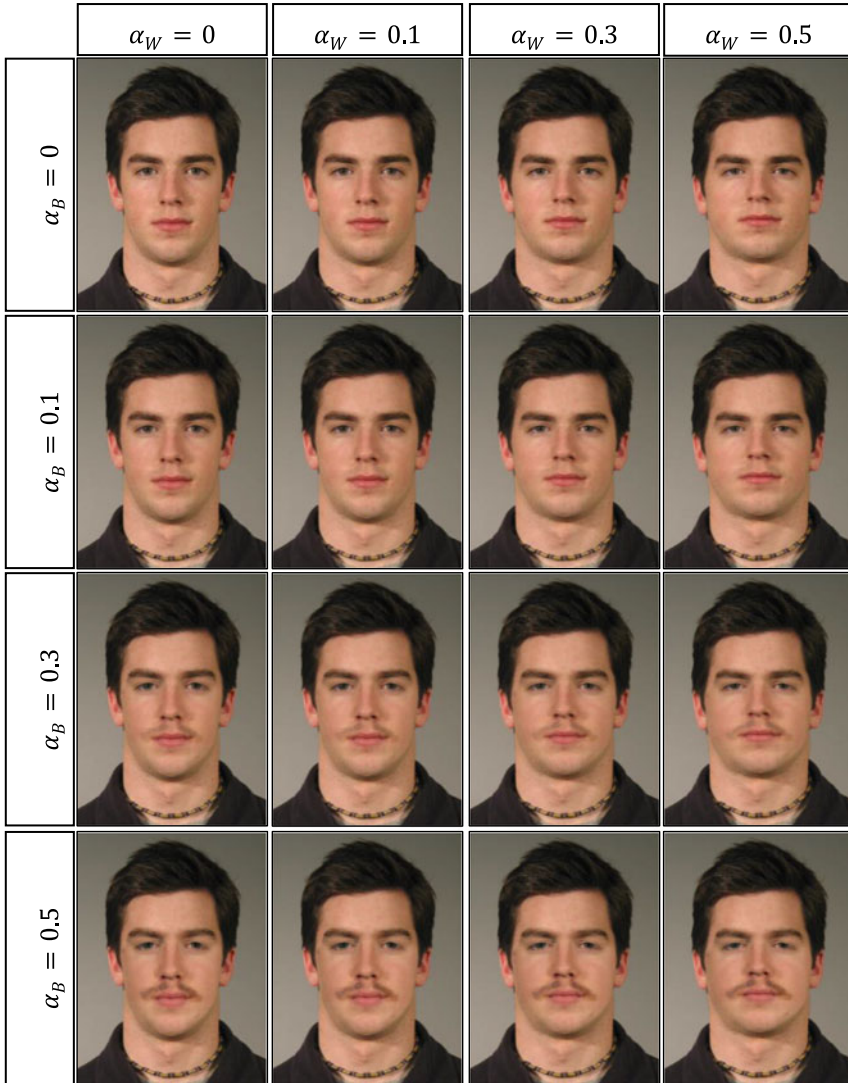 α_W = 0
α_W = 0.1
α_W = 0.3
α_W = 0.5
α_B = 0
α_B = 0.1
α_B = 0.3
α_B = 0.5